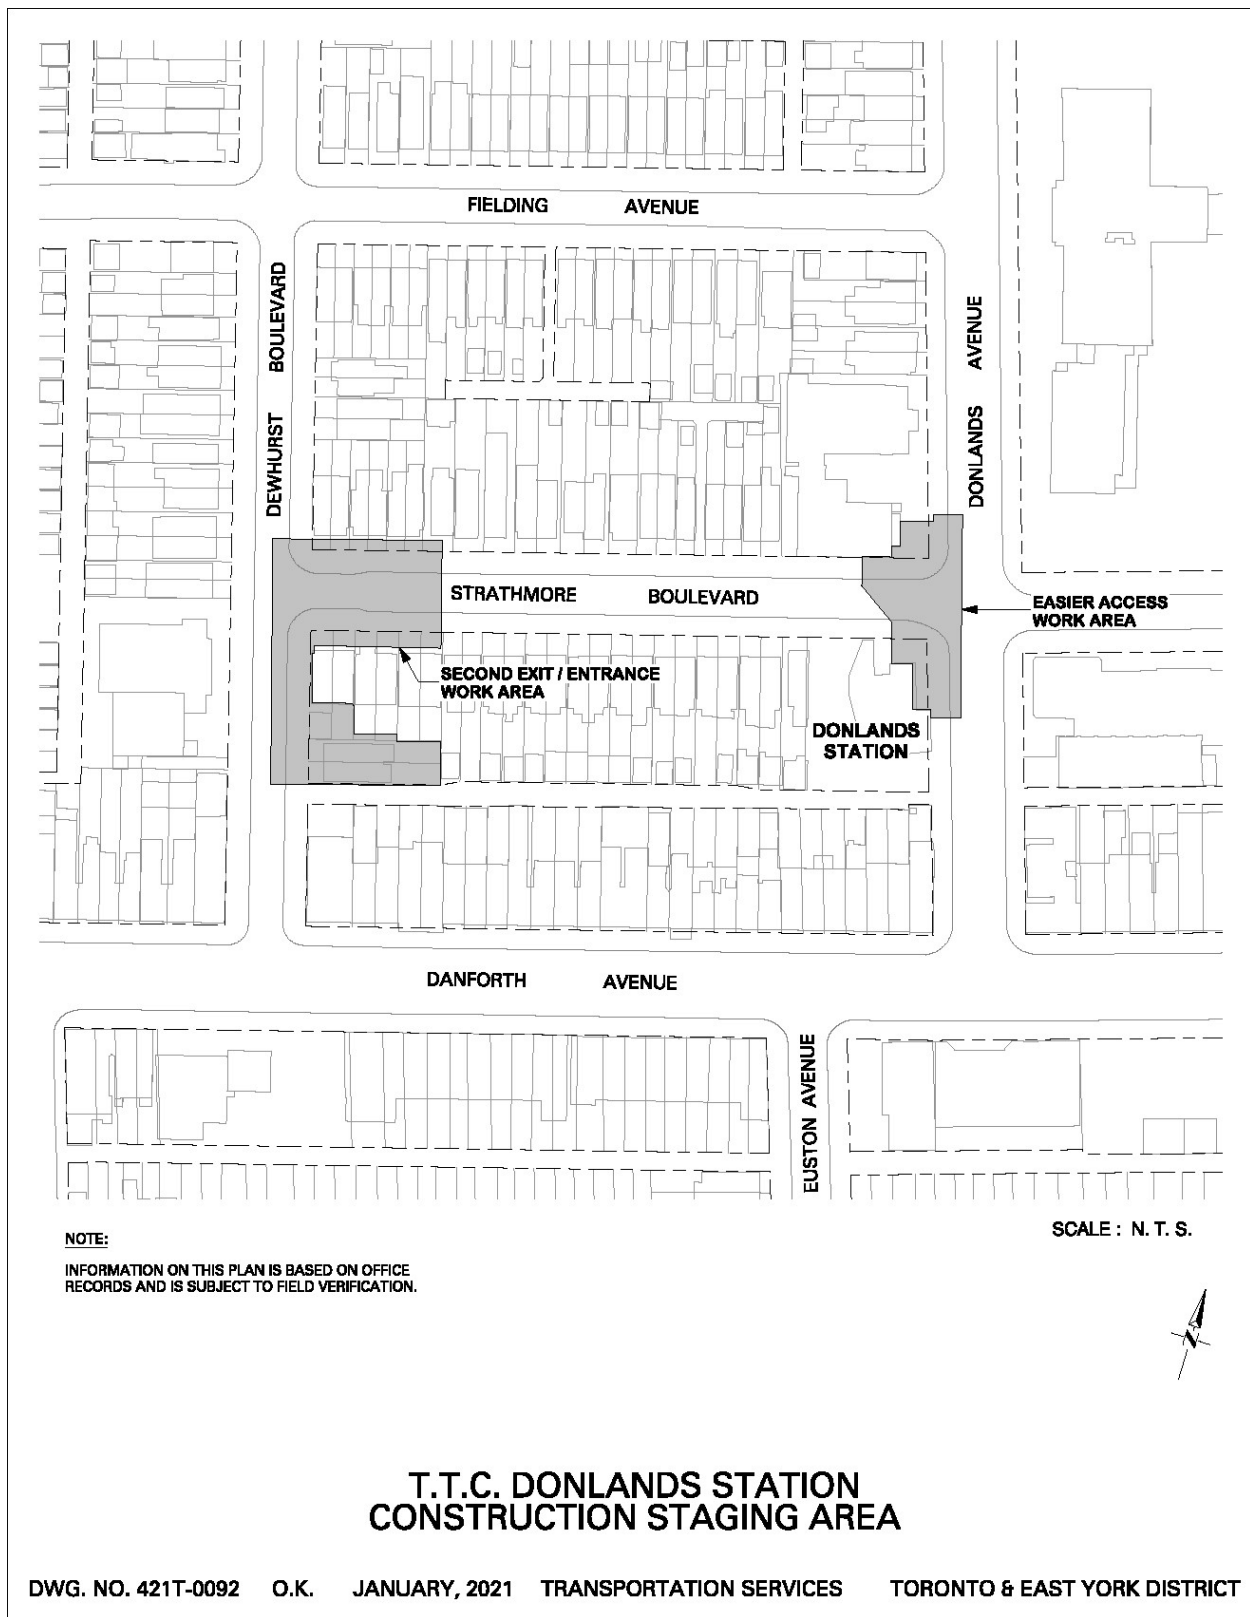 FIELDING AVENUE
DEWHURST BOULEVARD
DONLANDS AVENUE
STRATHMORE BOULEVARD
EASIER ACCESS
WORK AREA
SECOND EXIT / ENTRANCE
WORK AREA
DONLANDS
STATION
DANFORTH AVENUE
EUSTON AVENUE
SCALE : N. T. S.
NOTE:
INFORMATION ON THIS PLAN IS BASED ON OFFICE
RECORDS AND IS SUBJECT TO FIELD VERIFICATION.
N
T.T.C. DONLANDS STATION
CONSTRUCTION STAGING AREA
DWG. NO. 421T-0092 O.K. JANUARY, 2021 TRANSPORTATION SERVICES TORONTO & EAST YORK DISTRICT